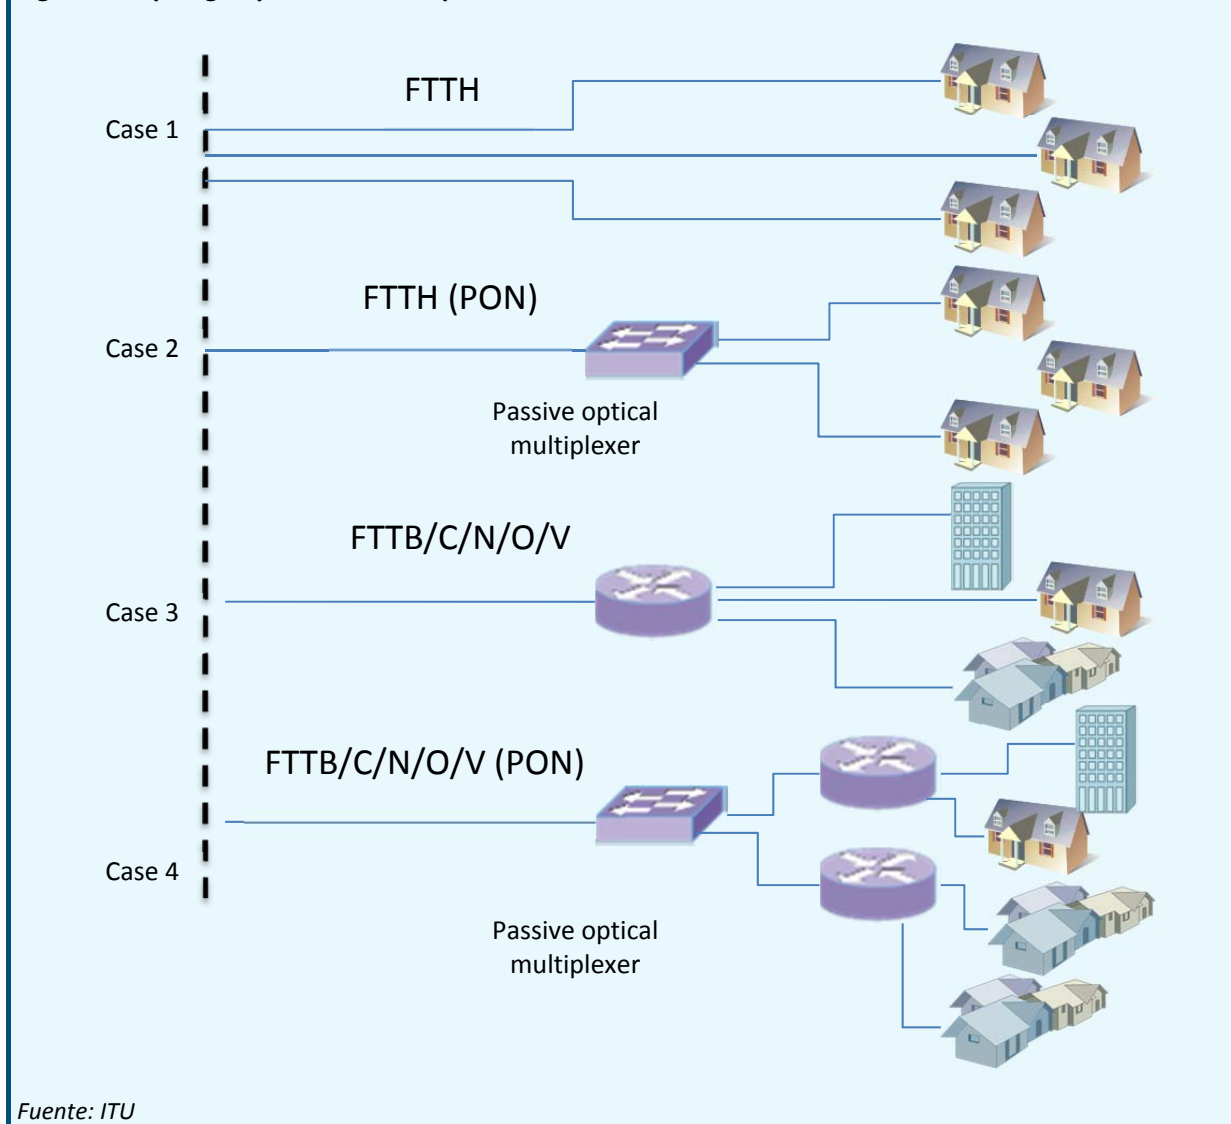 FTTH
Case 1
FTTH (PON)
Case 2
Passive optical
multiplexer
FTTB/C/N/O/V
Case 3
FTTB/C/N/O/V (PON)
Case 4
Passive optical
multiplexer
Fuente: ITU